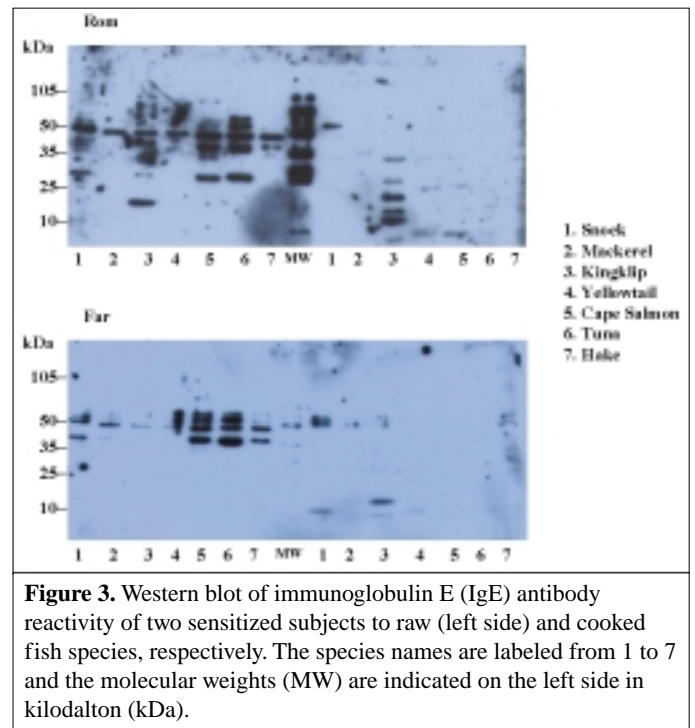 Rom
kDa
105
50
35
25
10
1 2 3 4 5 6 7 MW 1 2 3 4 5 6 7
1. Snoek
2. Mackerel
3. Kingklip
4. Yellowtail
5. Cape Salmon
6. Tuna
7. Hake
Far
kDa
105
50
35
25
10
1 2 3 4 5 6 7 MW 1 2 3 4 5 6 7
Figure 3. Western blot of immunoglobulin E (IgE) antibody
reactivity of two sensitized subjects to raw (left side) and cooked
fish species, respectively. The species names are labeled from 1 to 7
and the molecular weights (MW) are indicated on the left side in
kilodalton (kDa).